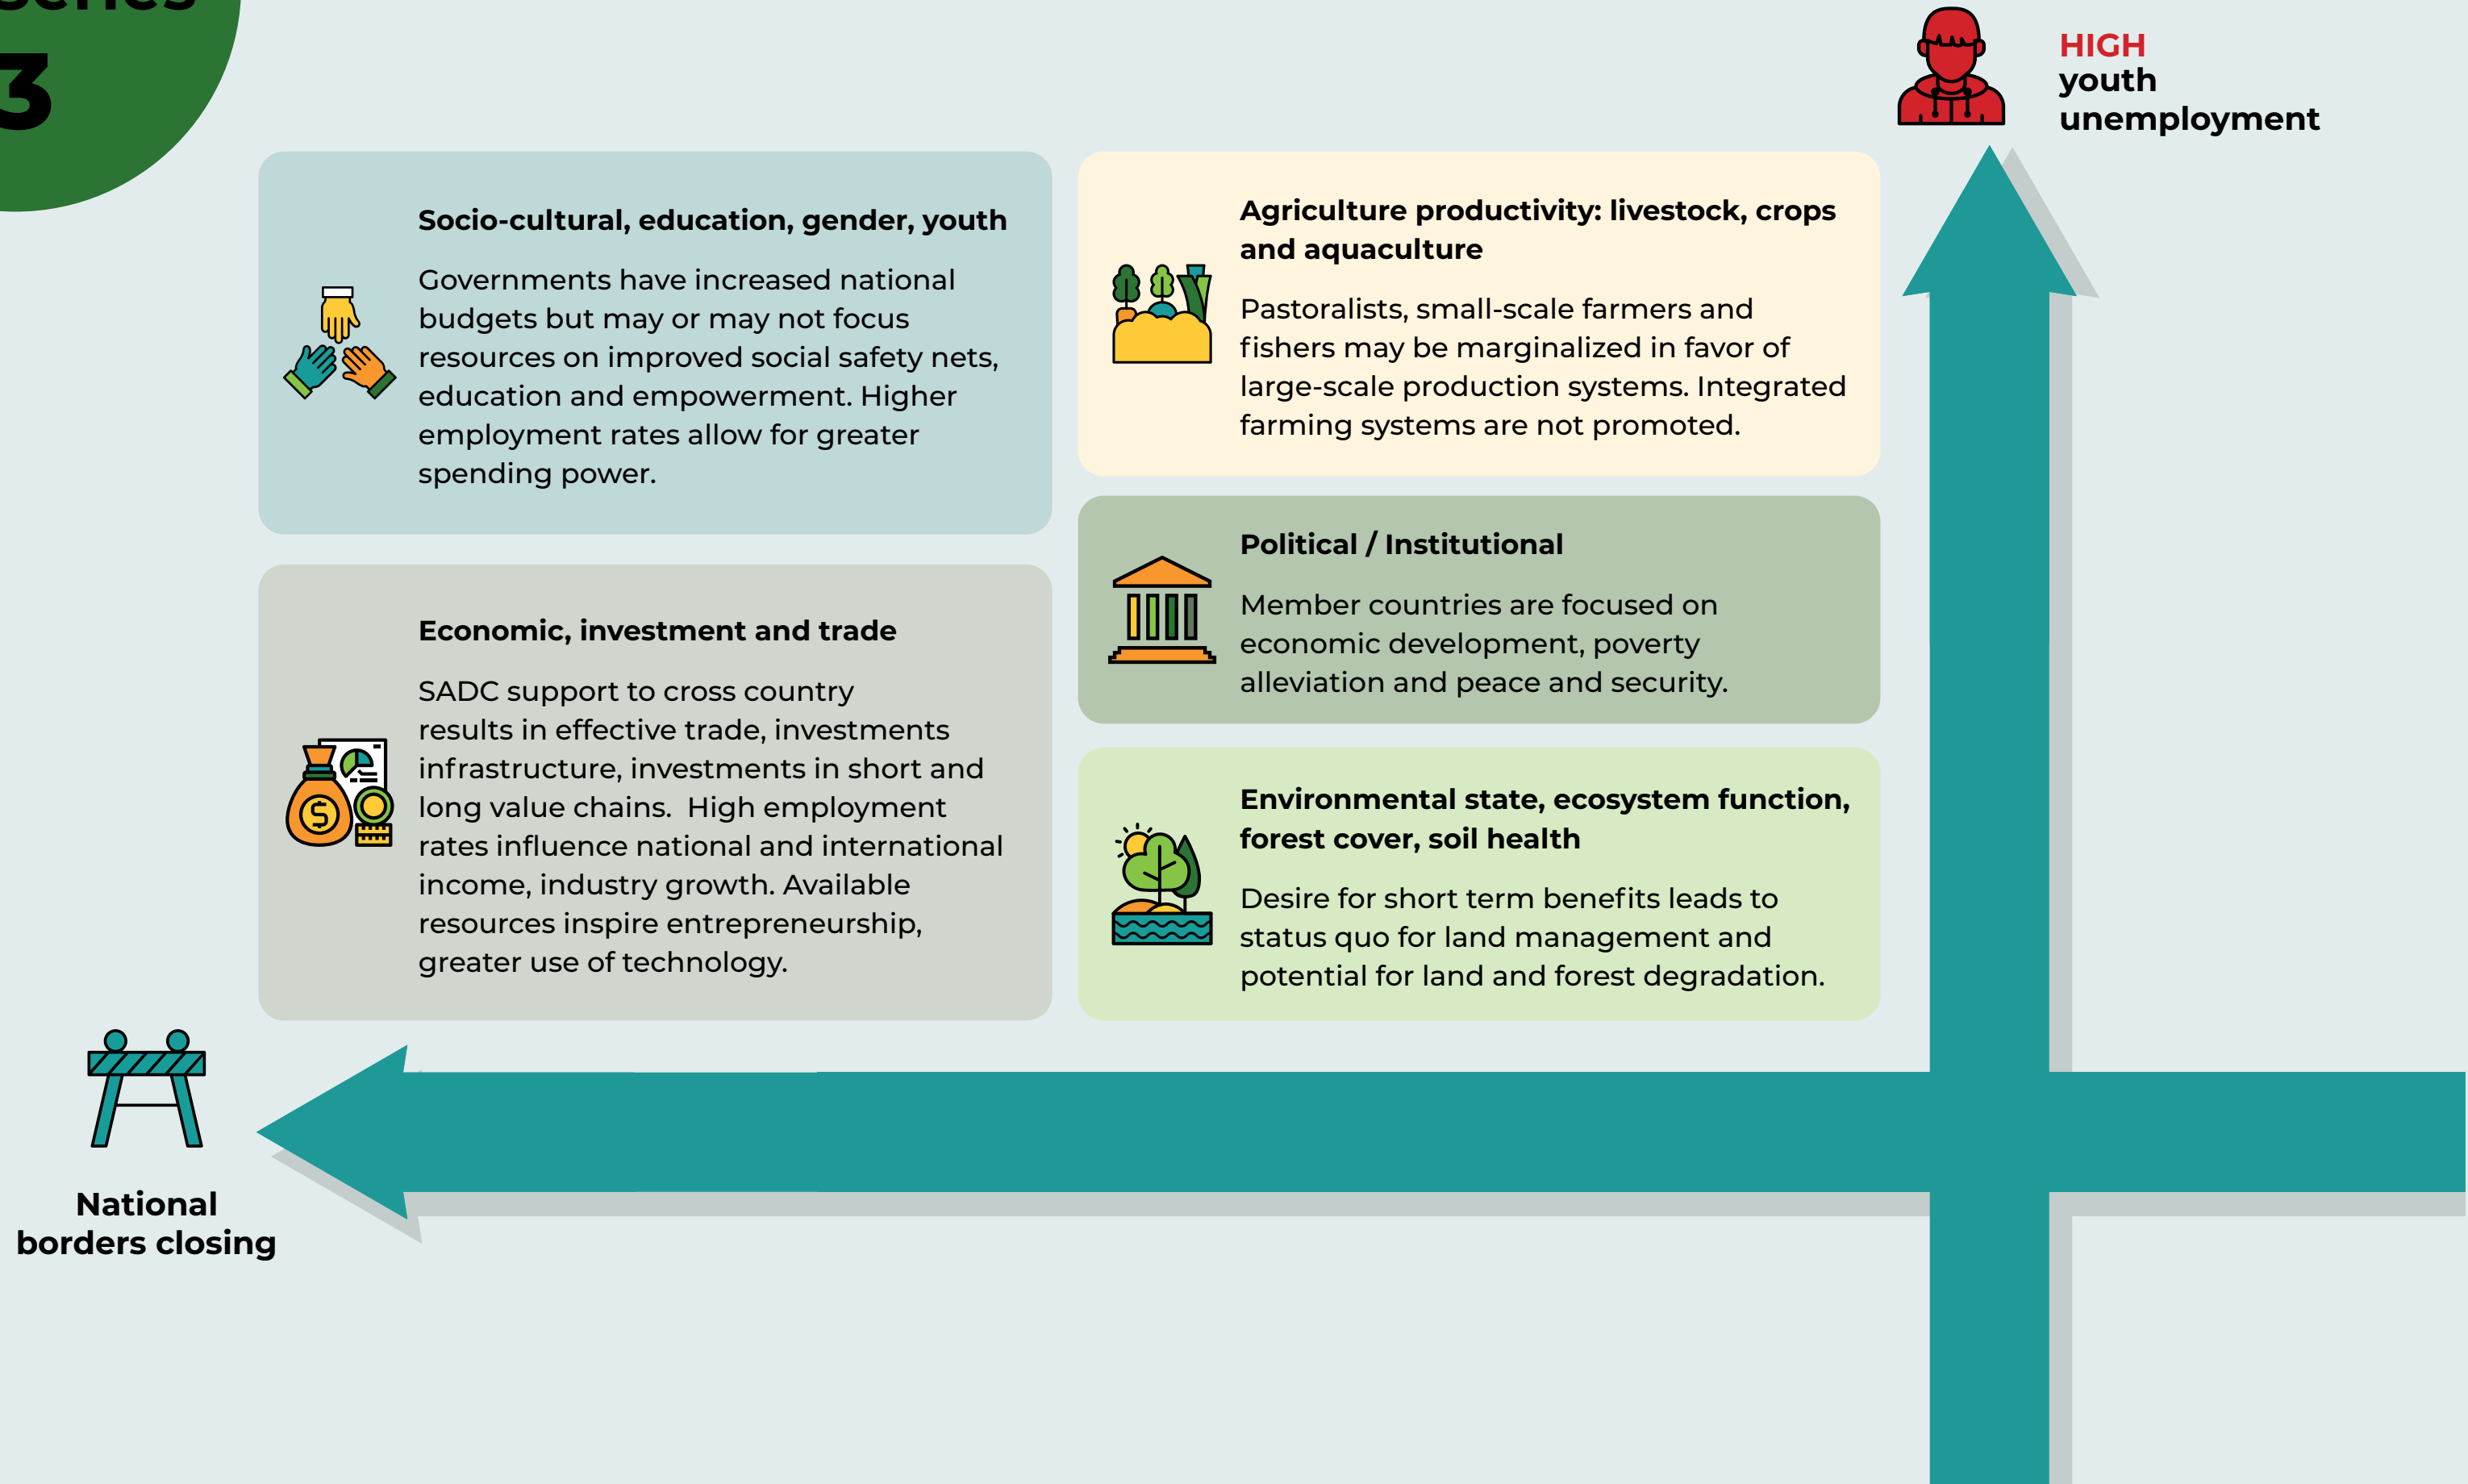 3
HIGH
youth
unemployment
Socio-cultural, education, gender, youth
Governments have increased national
budgets but may or may not focus
resources on improved social safety nets,
education and empowerment. Higher
employment rates allow for greater
spending power.
Economic, investment and trade
SADC support to cross country
results in effective trade, investments
infrastructure, investments in short and
long value chains.  High employment
rates influence national and international
income, industry growth. Available
resources inspire entrepreneurship,
greater use of technology.
Agriculture productivity: livestock, crops
and aquaculture
Pastoralists, small-scale farmers and
fishers may be marginalized in favor of
large-scale production systems. Integrated
farming systems are not promoted.
Political / Institutional
Member countries are focused on
economic development, poverty
alleviation and peace and security.
Environmental state, ecosystem function,
forest cover, soil health
Desire for short term benefits leads to
status quo for land management and
potential for land and forest degradation.
$
National
borders closing